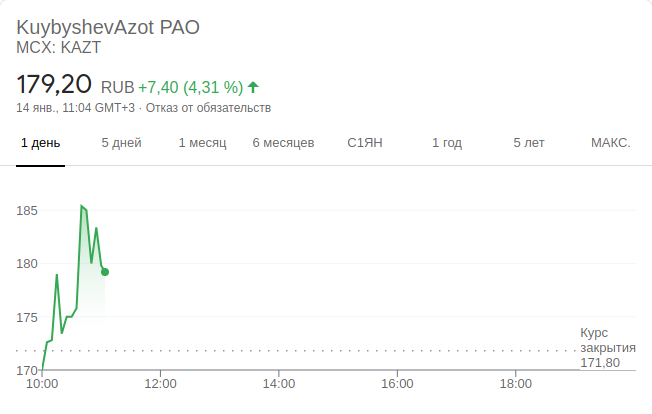 KuybyshevAzot PAO
MCX: KAZT
179,20 RUB +7,40 (4,31 %)
14 янв., 11:04 GMT+3 · Отказ от обязательств
1 день 5 дней 1 месяц 6 месяцев С1ЯН 1 год 5 лет МАКС.
185
180
175
170
Курс
закрытия
171,80
10:00 12:00 14:00 16:00 18:00